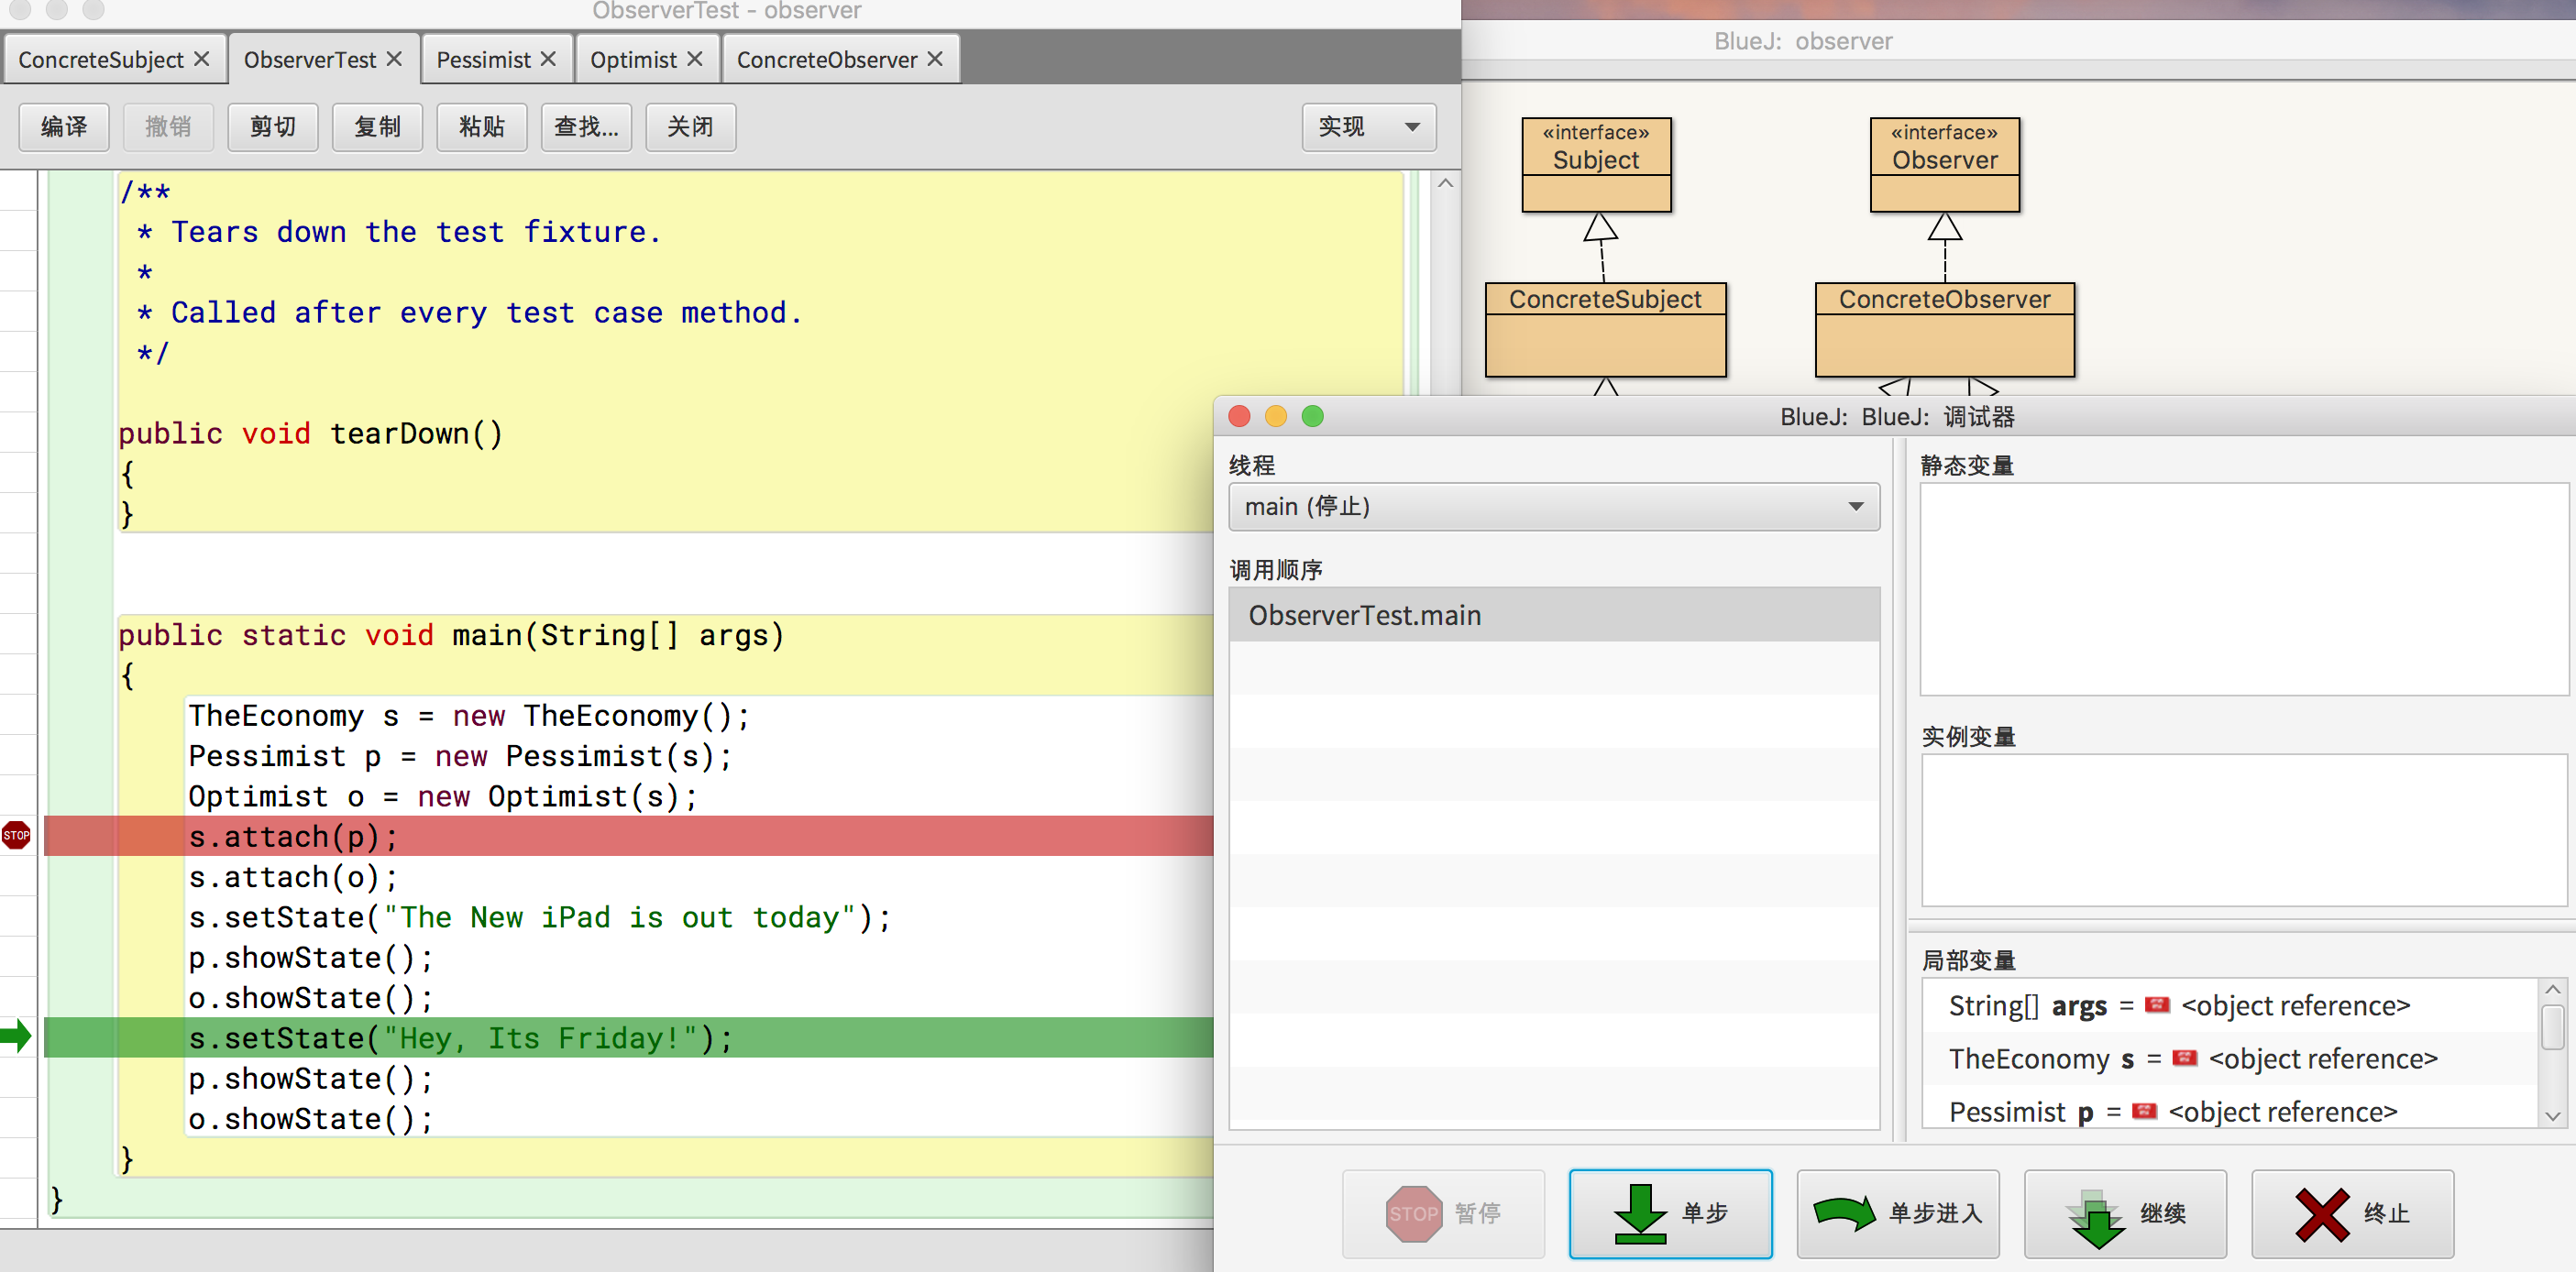 ObserverTest - observer
ConcreteSubject
ObserverTest
Pessimist
Optimist
ConcreteObserver
编译
撤销
剪切
复制
粘贴
查找...
关闭
实现
/**
* Tears down the test fixture.
*
* Called after every test case method.
*/
public void tearDown()
{
}
public static void main(String[] args)
{
TheEconomy s = new TheEconomy();
Pessimist p = new Pessimist(s);
Optimist o = new Optimist(s);
STOP
s.attach(p);
s.attach(o);
s.setState("The New iPad is out today");
p.showState();
o.showState();
s.setState("Hey, Its Friday!");
p.showState();
o.showState();
}
}
BlueJ: observer
«interface»
Subject
«interface»
Observer
ConcreteSubject
ConcreteObserver
BlueJ: BlueJ: 调试器
线程
main (停止)
调用顺序
ObserverTest.main
静态变量
实例变量
局部变量
String[] args = <object reference>
TheEconomy s = <object reference>
Pessimist p = <object reference>
STOP 暂停
单步
单步进入
继续
终止